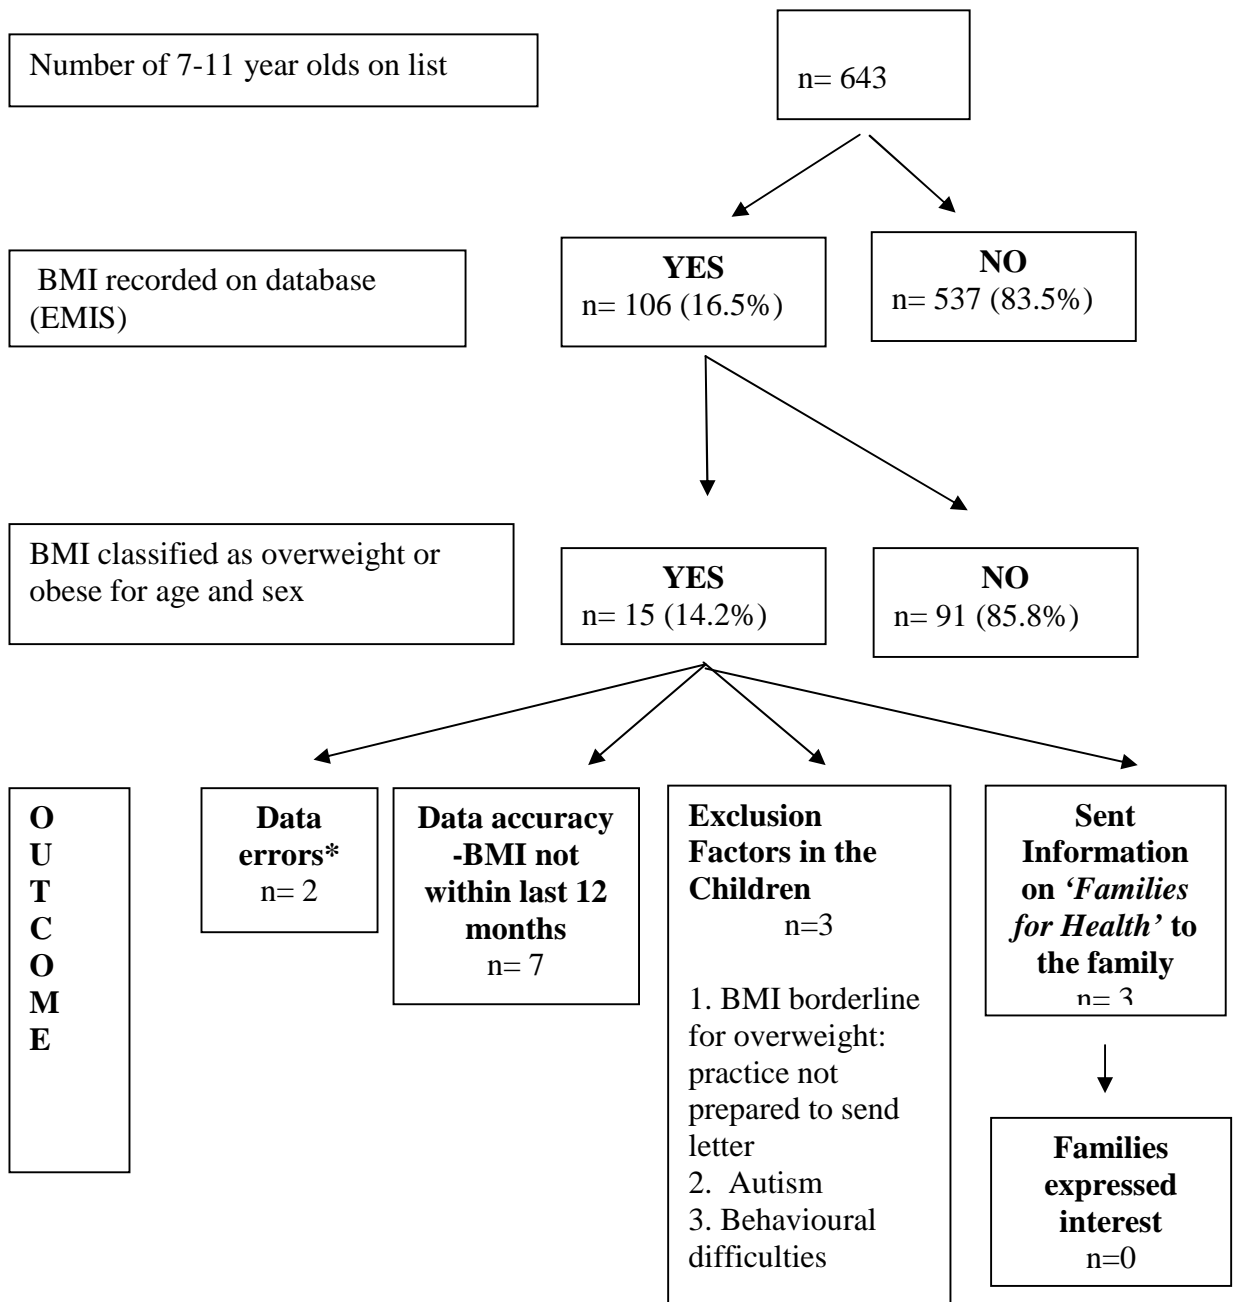 Number of 7-11 year olds on list
n= 643
BMI recorded on database
(EMIS)
YES
n= 106 (16.5%)
NO
n= 537 (83.5%)
BMI classified as overweight or
obese for age and sex
YES
n= 15 (14.2%)
NO
n= 91 (85.8%)
O
U
T
C
O
M
E
Data
errors*
n= 2
Data accuracy
-BMI not
within last 12
months
n= 7
Exclusion
Factors in the
Children
n=3
1. BMI borderline
for overweight:
practice not
prepared to send
letter
2. Autism
3. Behavioural
difficulties
Sent
Information
on ‘Families
for Health’ to
the family
n= 3
Families
expressed
interest
n=0